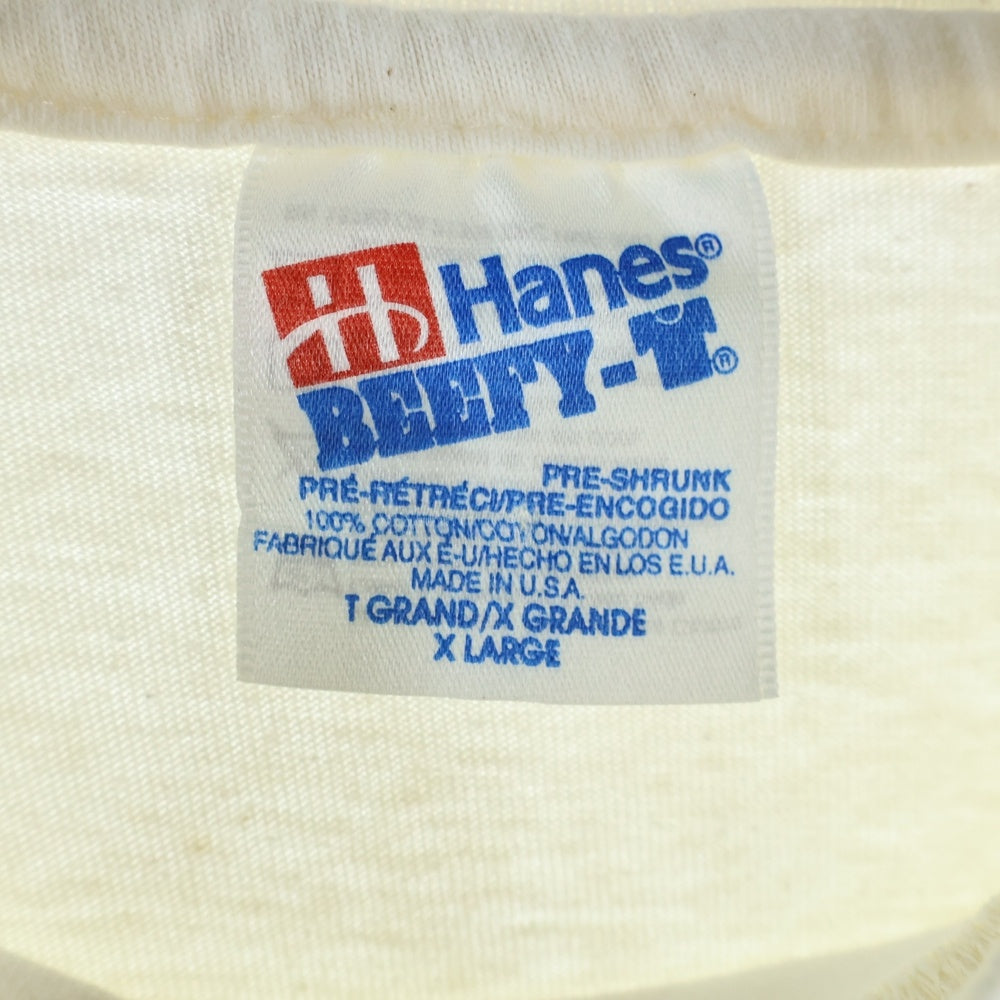 Hanes®
BEEFY-T®
PRE-SHRUNK
PRÉ-RÉTRÉCI/PRE-ENCOGIDO
100% COTTON/COYON/ALGODON
FABRIQUÉ AUX É-U/HECHO EN LOS E.U.A.
MADE IN U.S.A.
T GRAND/X GRANDE
X LARGE